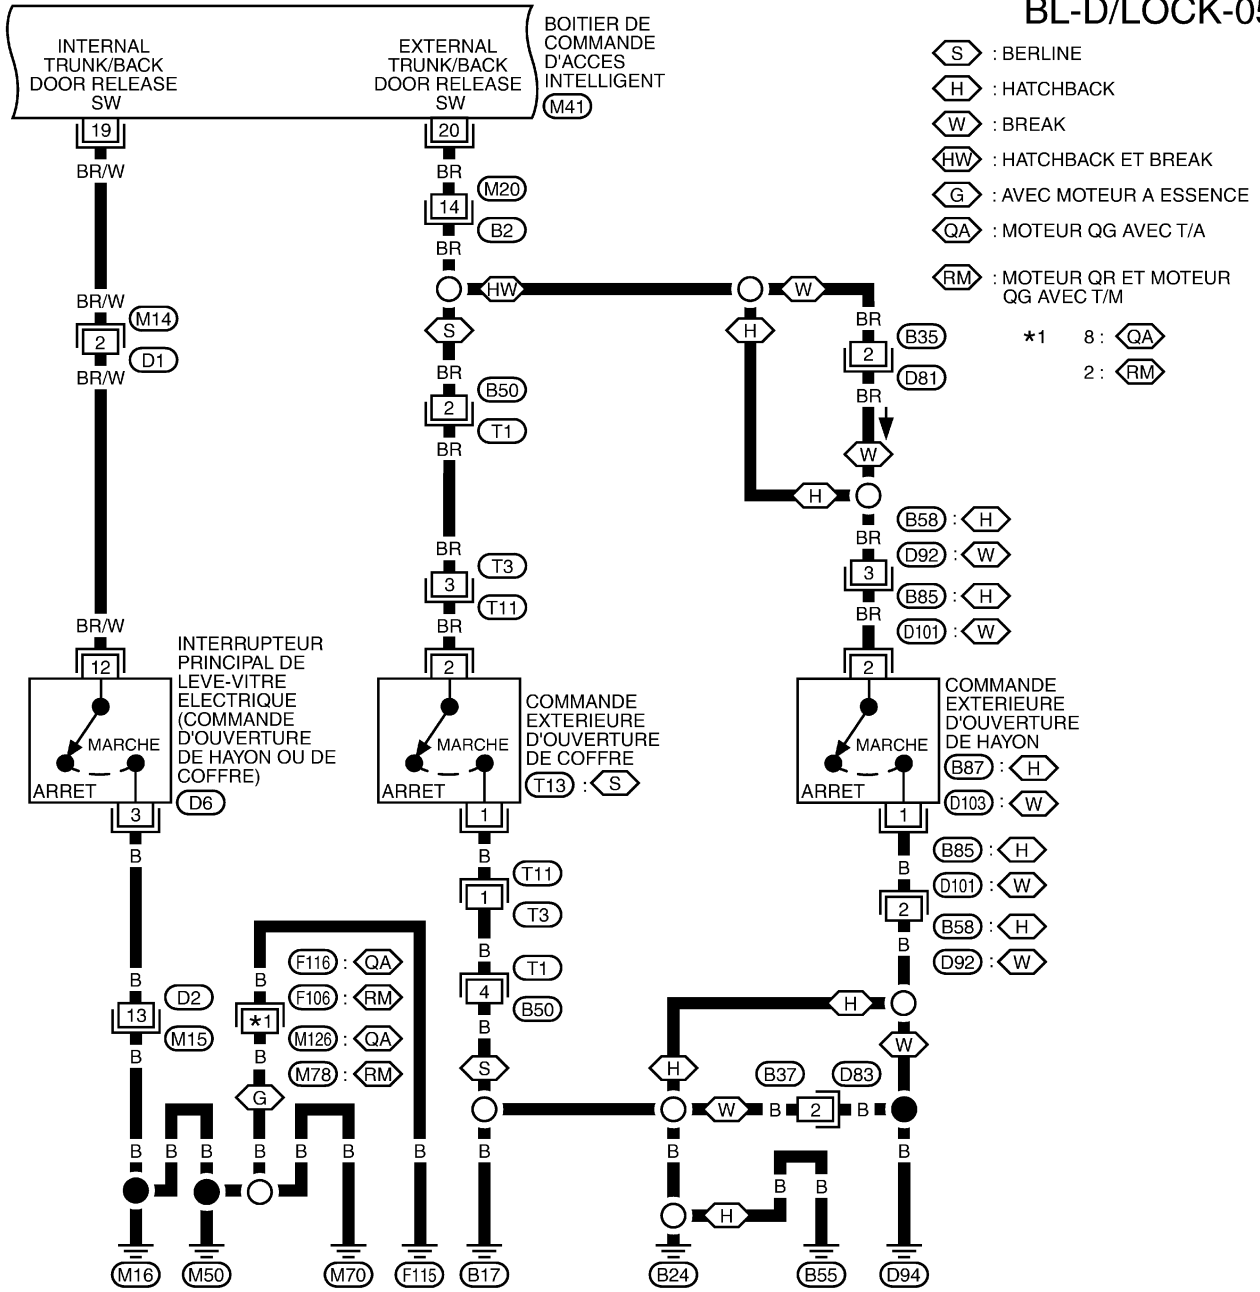 BL-D/LOCK-05
INTERNAL
TRUNK/BACK
DOOR RELEASE
SW
EXTERNAL
TRUNK/BACK
DOOR RELEASE
SW
BOITIER DE
COMMANDE
D'ACCES
INTELLIGENT
M41
S : BERLINE
H : HATCHBACK
W : BREAK
HW : HATCHBACK ET BREAK
G : AVEC MOTEUR A ESSENCE
QA : MOTEUR QG AVEC T/A
RM : MOTEUR QR ET MOTEUR
QG AVEC T/M
*1 8 : QA
2 : RM
19
BR/W
BR/W
2
M14
D1
BR/W
BR/W
12
20
BR
14
M20
B2
BR
HW
W
S
H
BR
2
B50
T1
BR
BR
3
T3
T11
BR
2
BR
2
B35
D81
BR
W
H
B58 : H
BR
D92 : W
3
B85 : H
BR
D101 : W
2
INTERRUPTEUR
PRINCIPAL DE
LEVE-VITRE
ELECTRIQUE
(COMMANDE
D'OUVERTURE
DE HAYON OU DE
COFFRE)
D6
MARCHE
ARRET
3
COMMANDE
EXTERIEURE
D'OUVERTURE
DE COFFRE
T13 : S
MARCHE
ARRET
1
COMMANDE
EXTERIEURE
D'OUVERTURE
DE HAYON
B87 : H
D103 : W
MARCHE
ARRET
1
B
B
13
D2
M15
B
B
B
*1
B
G
F116 : QA
F106 : RM
M126 : QA
M78 : RM
B
1
T11
T3
B
4
T1
B50
B
S
B
2
B85 : H
D101 : W
B58 : H
D92 : W
B
H
W
H
W
B
B37
2
D83
B
B
B
B
B
B
B
B
B
B
H
B
B
M16
M50
M70
F115
B17
B24
B55
D94